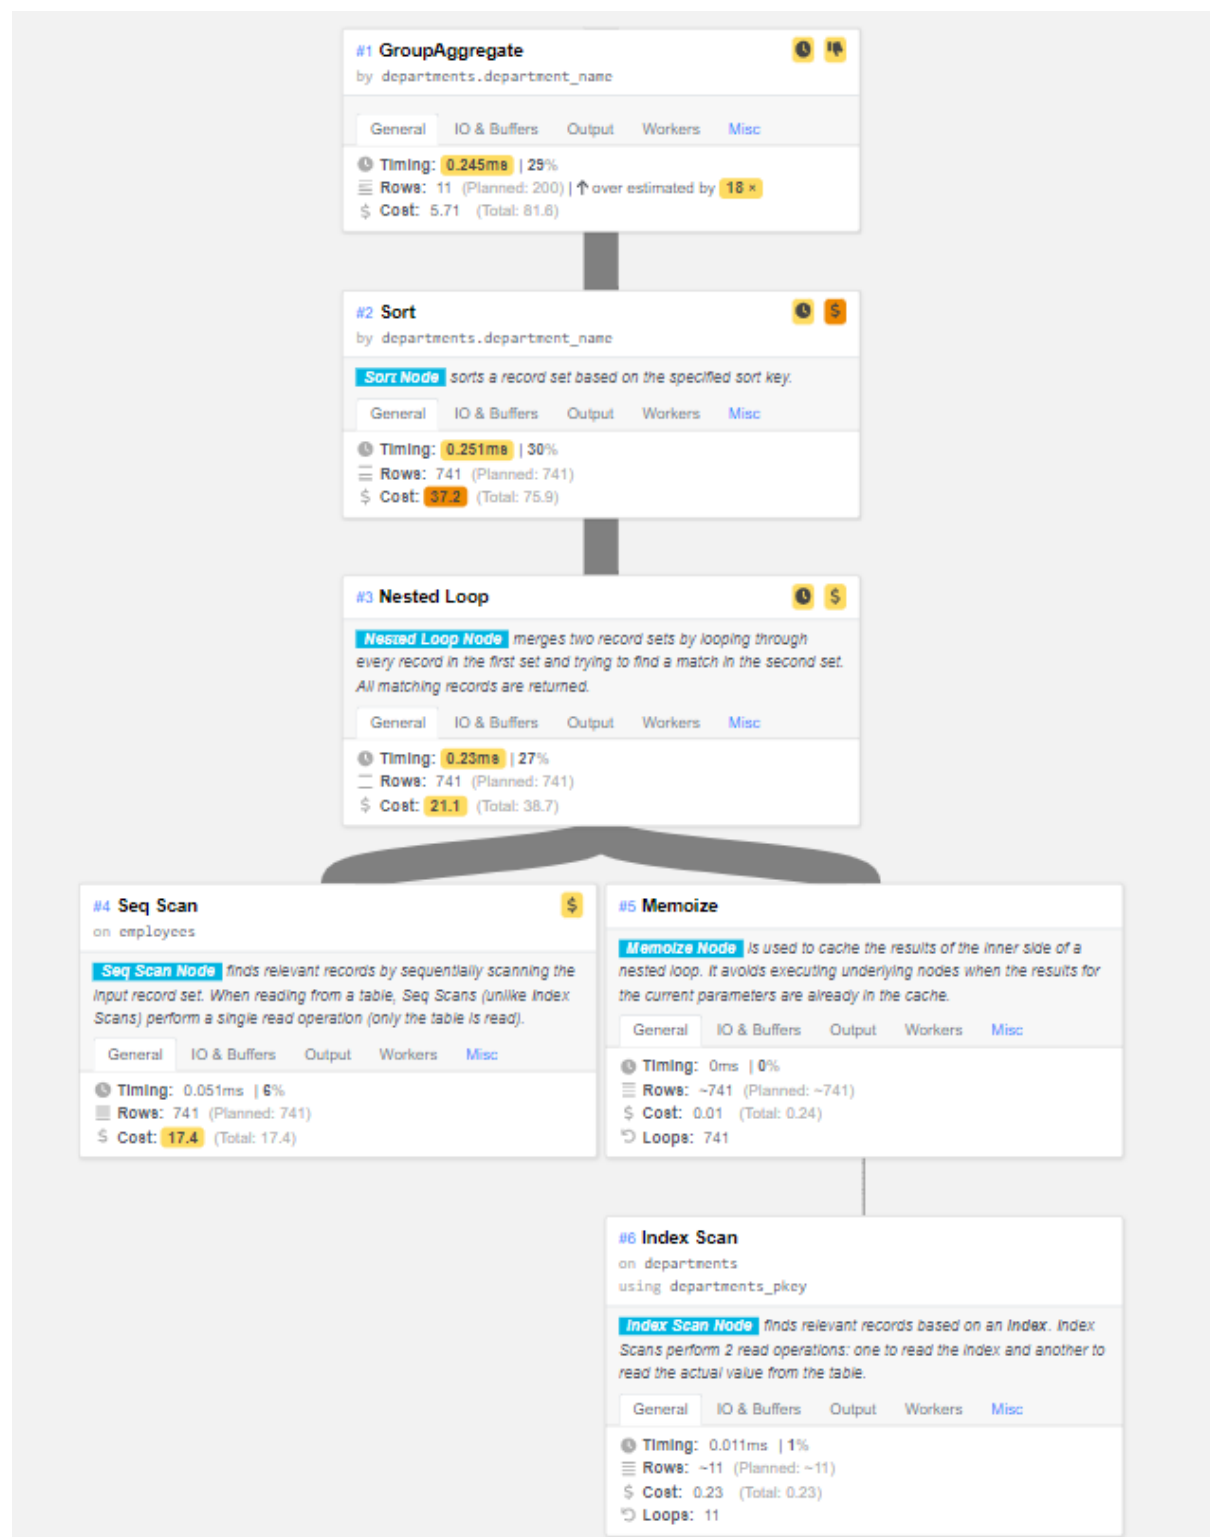 #1 GroupAggregate
by departments.department_name
General IO & Buffers Output Workers Misc
Timing: 0.245ms | 29%
Rows: 11 (Planned: 200) | ↑ over estimated by 18 ×
$ Cost: 5.71 (Total: 81.6)
#2 Sort $
by departments.department_name
Sort Node sorts a record set based on the specified sort key.
General IO & Buffers Output Workers Misc
Timing: 0.251ms | 30%
Rows: 741 (Planned: 741)
$ Cost: 37.2 (Total: 75.9)
#3 Nested Loop $
Nested Loop Node merges two record sets by looping through
every record in the first set and trying to find a match in the second set.
All matching records are returned.
General IO & Buffers Output Workers Misc
Timing: 0.23ms | 27%
Rows: 741 (Planned: 741)
$ Cost: 21.1 (Total: 38.7)
#4 Seq Scan $
on employees
Seq Scan Node finds relevant records by sequentially scanning the
input record set. When reading from a table, Seq Scans (unlike Index
Scans) perform a single read operation (only the table is read).
General IO & Buffers Output Workers Misc
Timing: 0.051ms | 6%
Rows: 741 (Planned: 741)
$ Cost: 17.4 (Total: 17.4)
#5 Memoize
Memoize Node is used to cache the results of the inner side of a
nested loop. It avoids executing underlying nodes when the results for
the current parameters are already in the cache.
General IO & Buffers Output Workers Misc
Timing: 0ms | 0%
Rows: ~741 (Planned: ~741)
$ Cost: 0.01 (Total: 0.24)
Loops: 741
#6 Index Scan
on departments
using departments_pkey
Index Scan Node finds relevant records based on an Index. Index
Scans perform 2 read operations: one to read the index and another to
read the actual value from the table.
General IO & Buffers Output Workers Misc
Timing: 0.011ms | 1%
Rows: ~11 (Planned: ~11)
$ Cost: 0.23 (Total: 0.23)
Loops: 11